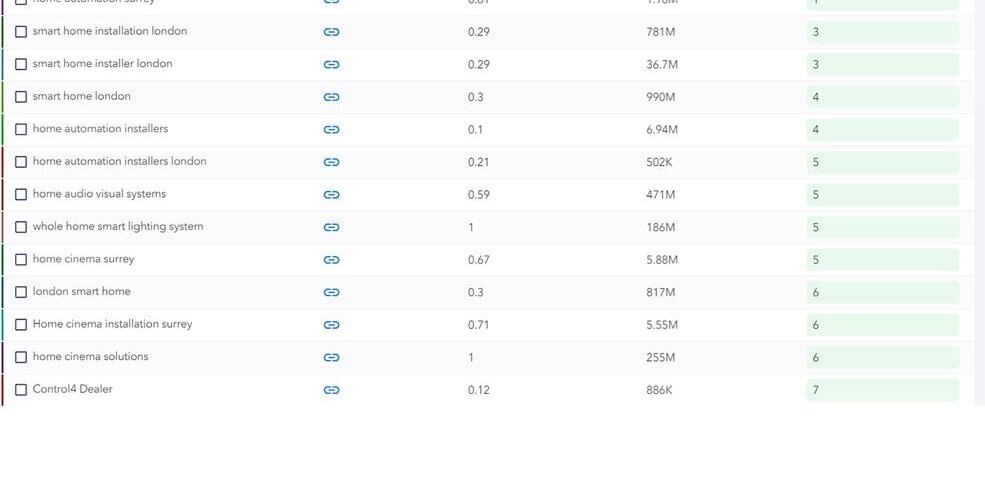 home automation surrey
smart home installation london 0.29 781M 3
smart home installer london 0.29 36.7M 3
smart home london 0.3 990M 4
home automation installers 0.1 6.94M 4
home automation installers london 0.21 502K 5
home audio visual systems 0.59 471M 5
whole home smart lighting system 1 186M 5
home cinema surrey 0.67 5.88M 5
london smart home 0.3 817M 6
Home cinema installation surrey 0.71 5.55M 6
home cinema solutions 1 255M 6
Control4 Dealer 0.12 886K 7